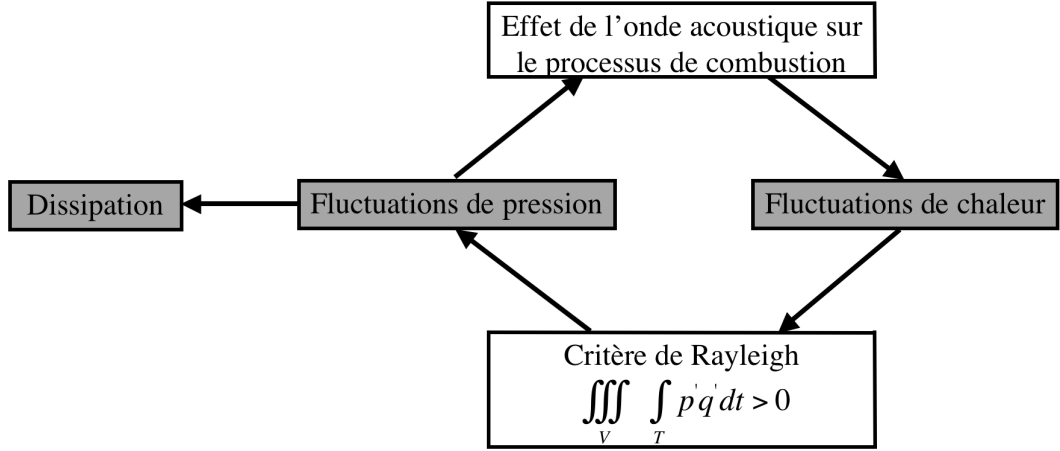 Effet de l'onde acoustique sur
le processus de combustion
Dissipation
Fluctuations de pression
Fluctuations de chaleur
Critère de Rayleigh
∭_V ∫_T p'q'dt > 0